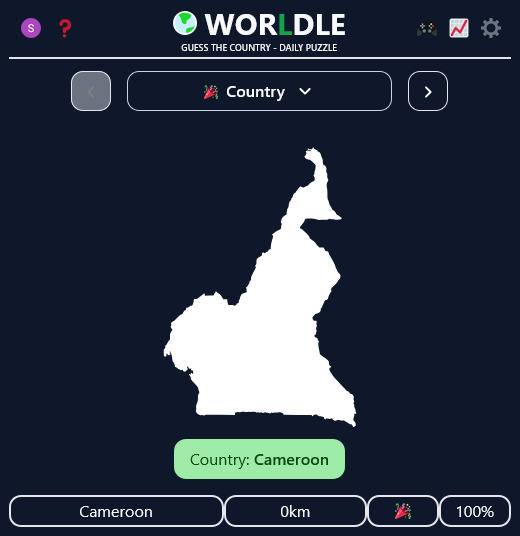 S
WORLDLE
GUESS THE COUNTRY - DAILY PUZZLE
Country
Country: Cameroon
Cameroon 0km 100%